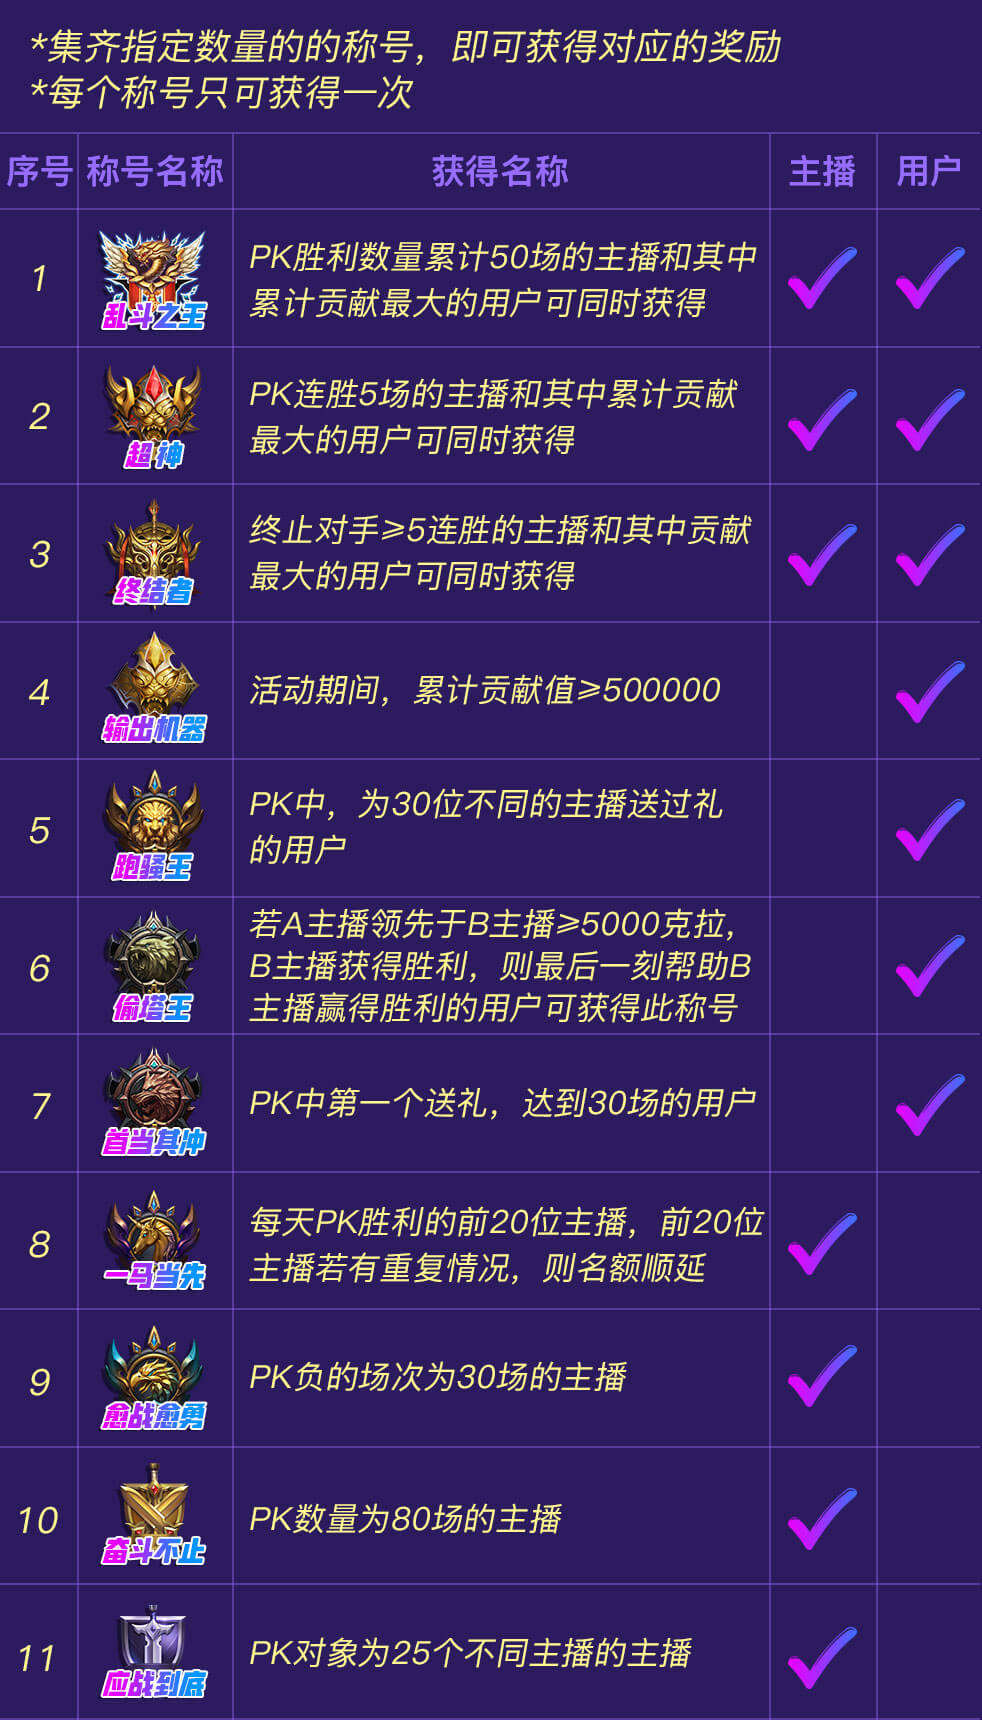 *集齐指定数量的的称号，即可获得对应的奖励
*每个称号只可获得一次
序号 称号名称 获得名称 主播 用户
1 乱斗之王 PK胜利数量累计50场的主播和其中
累计贡献最大的用户可同时获得
2 超神 PK连胜5场的主播和其中累计贡献
最大的用户可同时获得
3 终结者 终止对手≥5连胜的主播和其中贡献
最大的用户可同时获得
4 输出机器 活动期间，累计贡献值≥500000
5 跑骚王 PK中，为30位不同的主播送过礼
的用户
6 偷塔王 若A主播领先于B主播≥5000克拉，
B主播获得胜利，则最后一刻帮助B
主播赢得胜利的用户可获得此称号
7 首当其冲 PK中第一个送礼，达到30场的用户
8 一马当先 每天PK胜利的前20位主播，前20位
主播若有重复情况，则名额顺延
9 愈战愈勇 PK负的场次为30场的主播
10 奋斗不止 PK数量为80场的主播
11 应战到底 PK对象为25个不同主播的主播